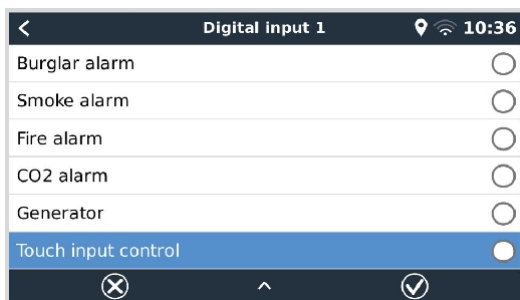 Digital input 1 10:36
Burglar alarm
Smoke alarm
Fire alarm
CO2 alarm
Generator
Touch input control